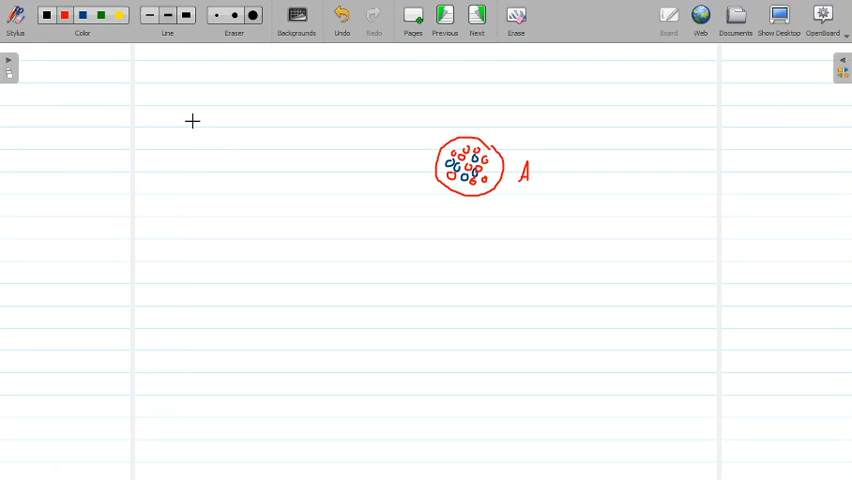 Stylus
Color
Line
Eraser
Backgrounds
Undo
Redo
Pages
Previous
Next
Erase
Board
Web
Documents
Show Desktop
OpenBoard
A